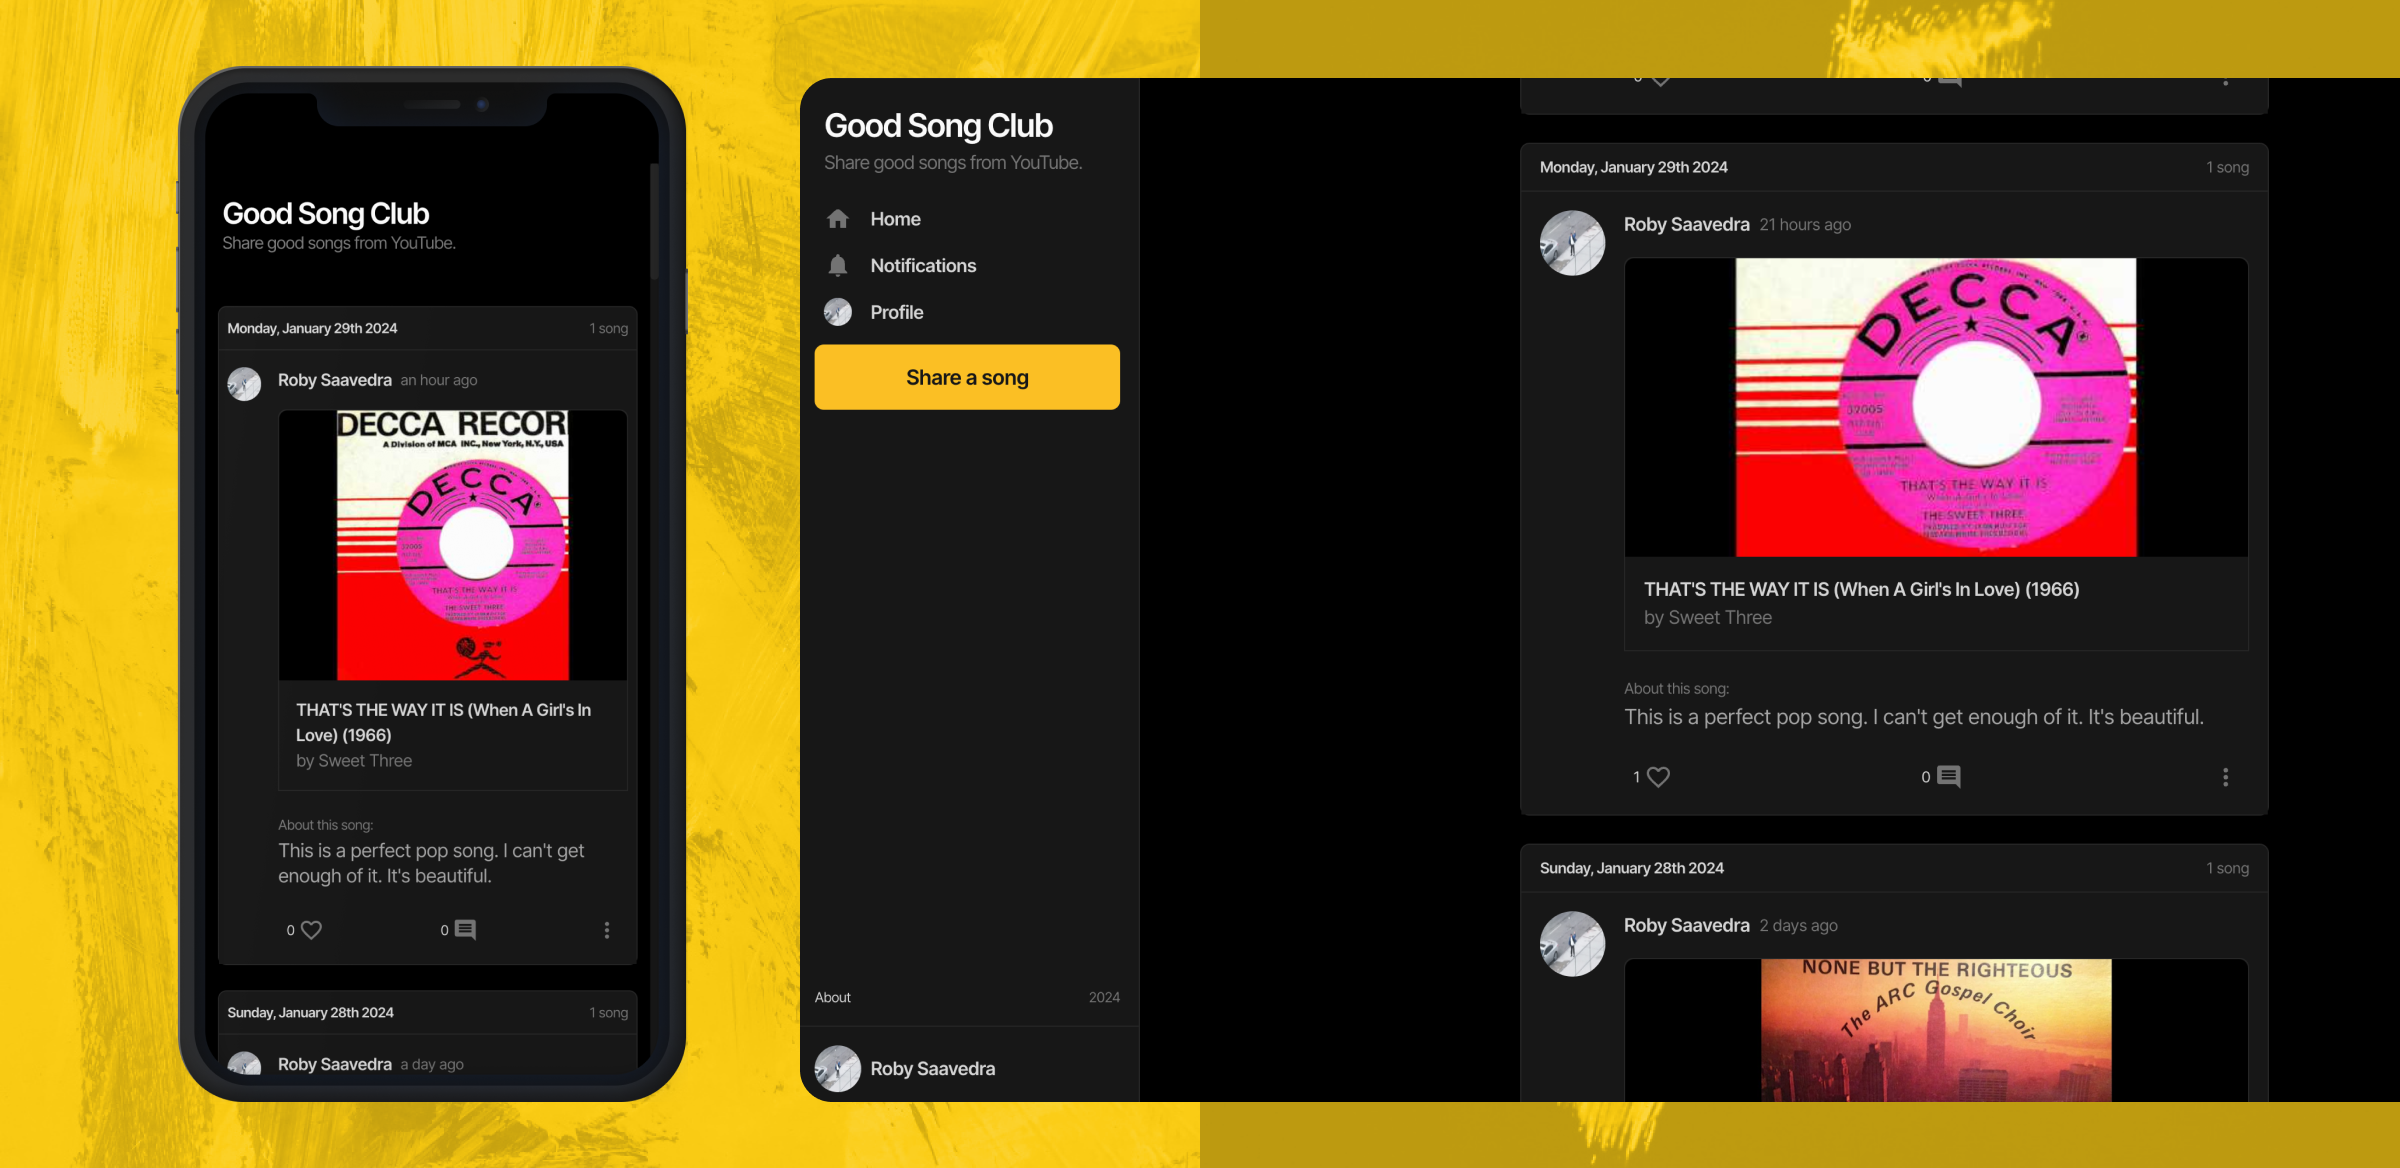 Good Song Club
Share good songs from YouTube.
Monday, January 29th 2024
1 song
Roby Saavedra an hour ago
DECCA RECOR
A Division of MCA INC., New York, N.Y., USA
DECCA
37005
THAT'S THE WAY IT IS
THE SWEET THREE
THAT'S THE WAY IT IS (When A Girl's In
Love) (1966)
by Sweet Three
About this song:
This is a perfect pop song. I can't get
enough of it. It's beautiful.
0
0
Sunday, January 28th 2024
1 song
Roby Saavedra a day ago
Good Song Club
Share good songs from YouTube.
Home
Notifications
Profile
Share a song
About
2024
Roby Saavedra
Monday, January 29th 2024
1 song
Roby Saavedra 21 hours ago
DECCA
37005
THAT'S THE WAY IT IS
When A Girl's In Love
THE SWEET THREE
THAT'S THE WAY IT IS (When A Girl's In Love) (1966)
by Sweet Three
About this song:
This is a perfect pop song. I can't get enough of it. It's beautiful.
1
0
Sunday, January 28th 2024
1 song
Roby Saavedra 2 days ago
NONE BUT THE RIGHTEOUS
The ARC Gospel Choir